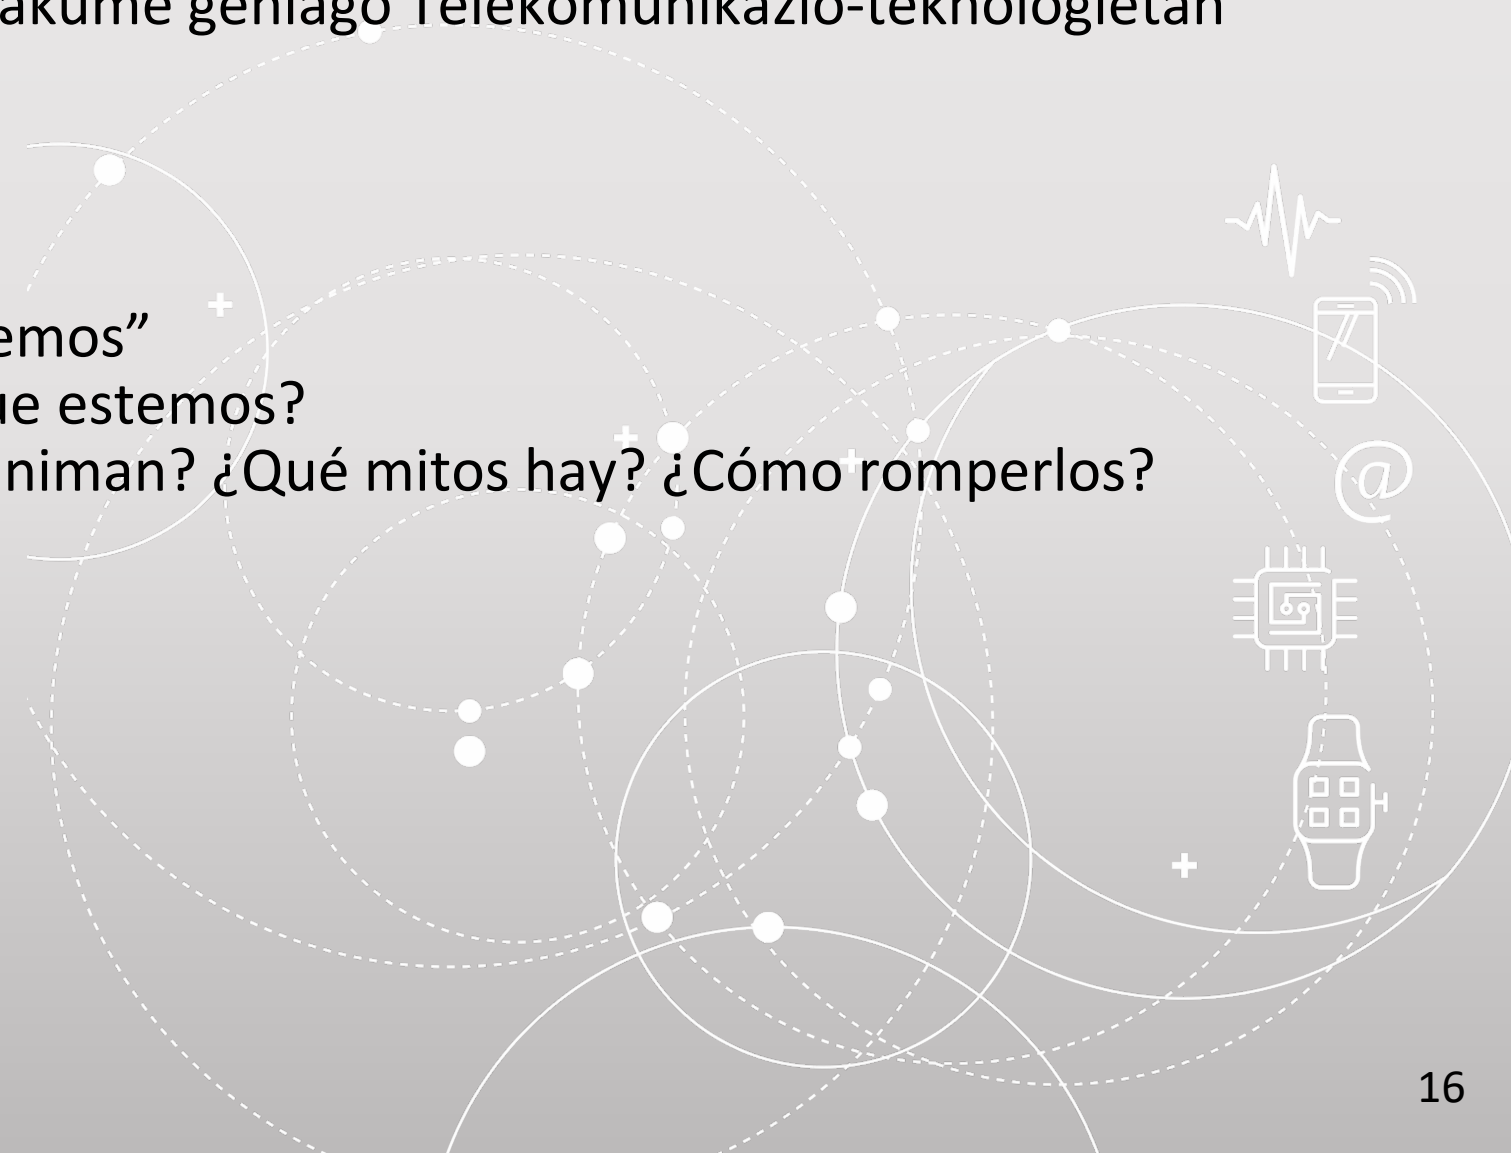 akume gehiago Telekomunikazio-teknologietan
emos”
ue estemos?
niman? ¿Qué mitos hay? ¿Cómo romperlos?
@
16